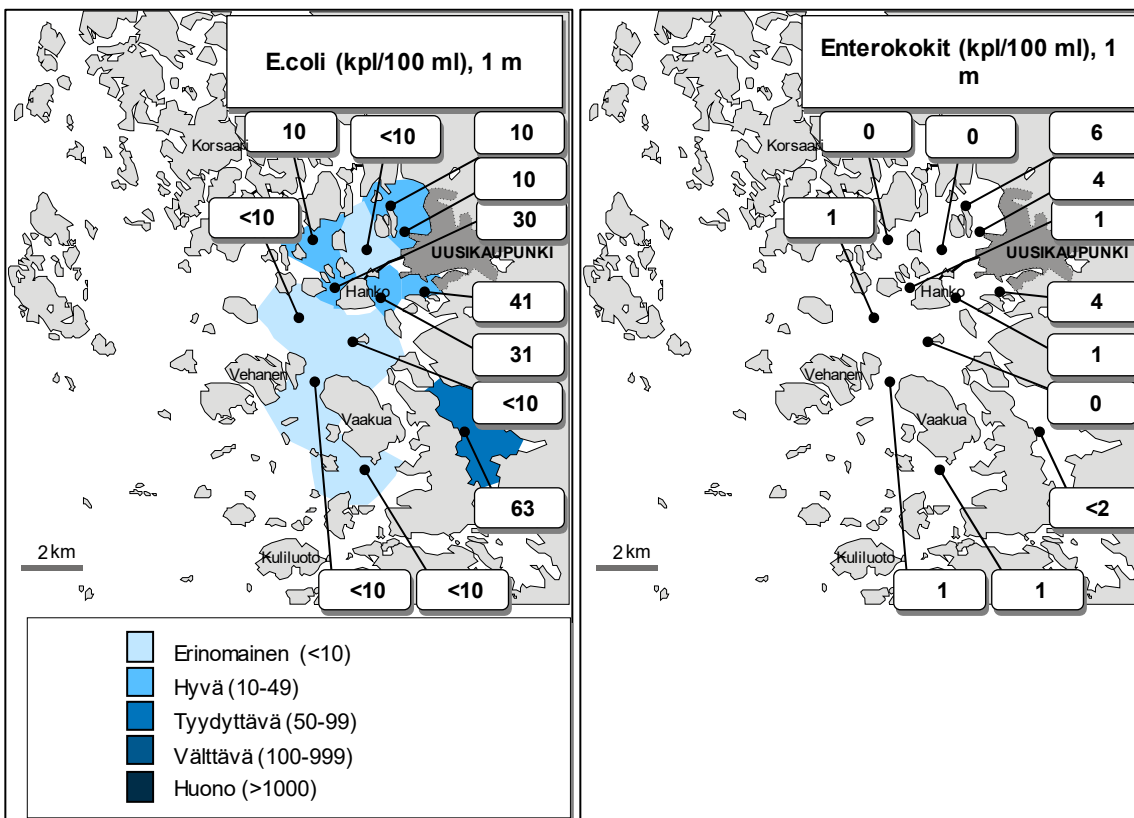 E.coli (kpl/100 ml), 1 m
10
<10
10
Korsaari
10
<10
30
UUSIKAUPUNKI
Hanko
41
31
Vehanen
<10
Vaakua
63
2 km
Kuliluoto
<10
<10
Erinomainen (<10)
Hyvä (10-49)
Tyydyttävä (50-99)
Välttävä (100-999)
Huono (>1000)
Enterokokit (kpl/100 ml), 1
m
0
0
6
Korsaari
4
1
1
UUSIKAUPUNKI
Hanko
4
1
Vehanen
0
Vaakua
<2
2 km
Kuliluoto
1
1